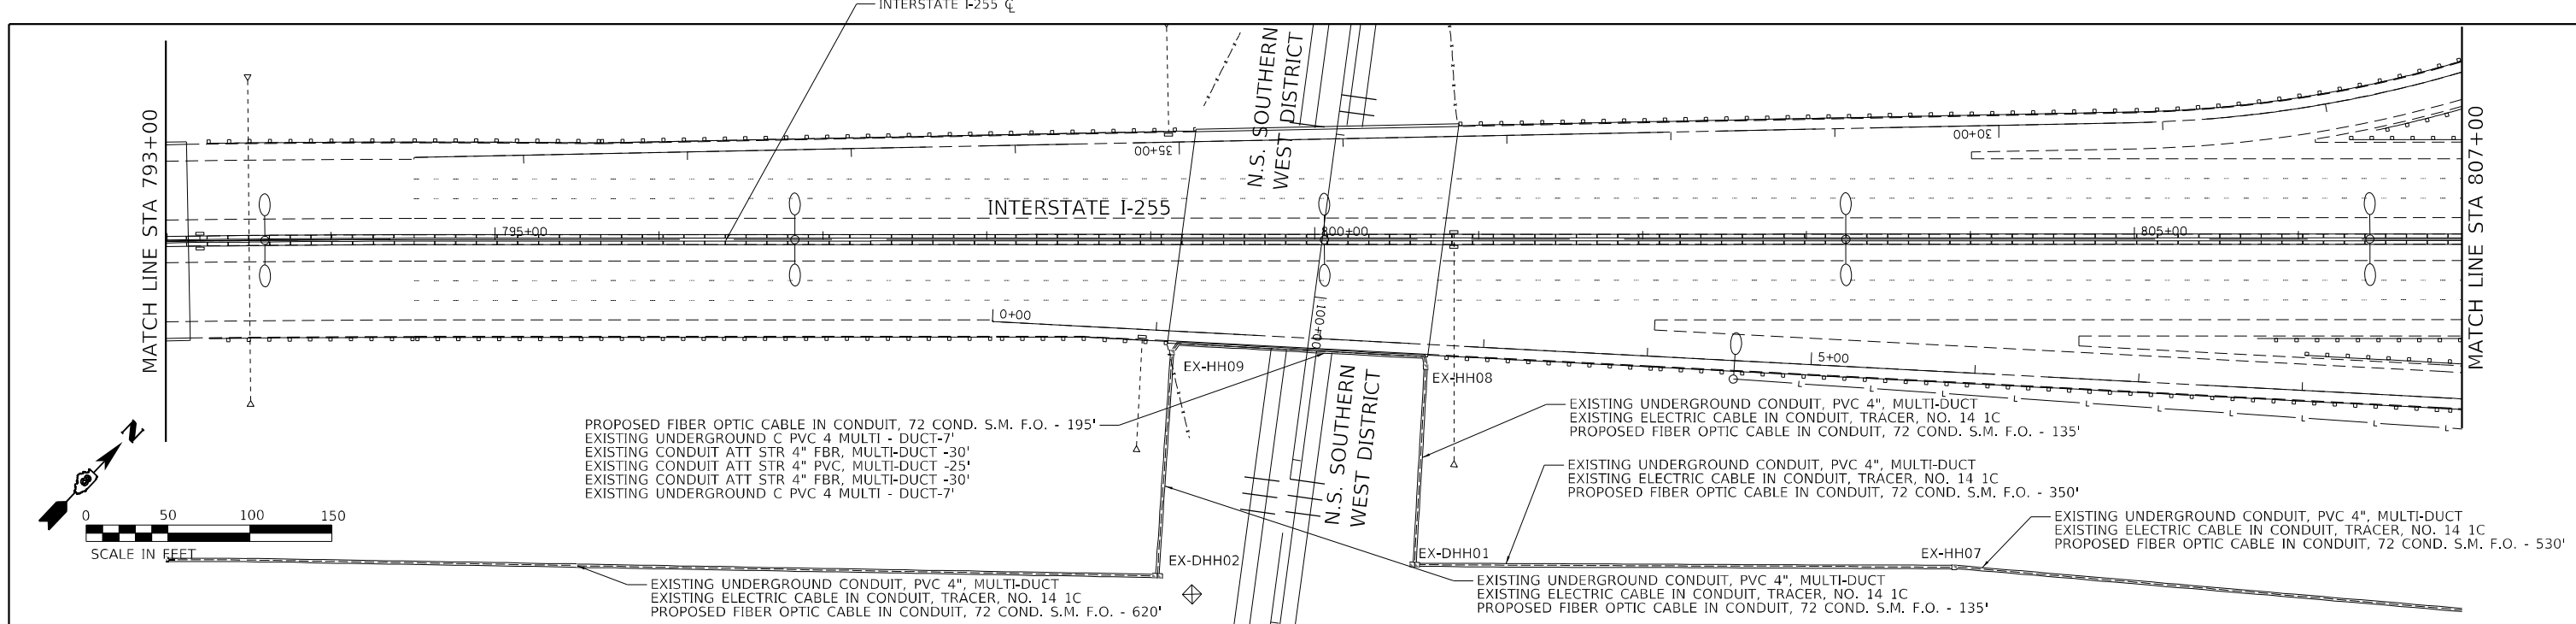 INTERSTATE I-255 ℄
MATCH LINE STA 793+00
N.S. SOUTHERN
WEST DISTRICT
MATCH LINE STA 807+00
35+00
30+00
INTERSTATE I-255
795+00
800+00
805+00
0+00
100+00
5+00
EX-HH09
EX-HH08
N.S. SOUTHERN
WEST DISTRICT
PROPOSED FIBER OPTIC CABLE IN CONDUIT, 72 COND. S.M. F.O. - 195'
EXISTING UNDERGROUND C PVC 4 MULTI - DUCT-7'
EXISTING CONDUIT ATT STR 4" FBR, MULTI-DUCT -30'
EXISTING CONDUIT ATT STR 4" PVC, MULTI-DUCT -25'
EXISTING CONDUIT ATT STR 4" FBR, MULTI-DUCT -30'
EXISTING UNDERGROUND C PVC 4 MULTI - DUCT-7'
EXISTING UNDERGROUND CONDUIT, PVC 4", MULTI-DUCT
EXISTING ELECTRIC CABLE IN CONDUIT, TRACER, NO. 14 1C
PROPOSED FIBER OPTIC CABLE IN CONDUIT, 72 COND. S.M. F.O. - 135'
EXISTING UNDERGROUND CONDUIT, PVC 4", MULTI-DUCT
EXISTING ELECTRIC CABLE IN CONDUIT, TRACER, NO. 14 1C
PROPOSED FIBER OPTIC CABLE IN CONDUIT, 72 COND. S.M. F.O. - 350'
EXISTING UNDERGROUND CONDUIT, PVC 4", MULTI-DUCT
EXISTING ELECTRIC CABLE IN CONDUIT, TRACER, NO. 14 1C
PROPOSED FIBER OPTIC CABLE IN CONDUIT, 72 COND. S.M. F.O. - 530'
N
0 50 100 150
SCALE IN FEET
EX-DHH02
EX-DHH01
EX-HH07
EXISTING UNDERGROUND CONDUIT, PVC 4", MULTI-DUCT
EXISTING ELECTRIC CABLE IN CONDUIT, TRACER, NO. 14 1C
PROPOSED FIBER OPTIC CABLE IN CONDUIT, 72 COND. S.M. F.O. - 620'
EXISTING UNDERGROUND CONDUIT, PVC 4", MULTI-DUCT
EXISTING ELECTRIC CABLE IN CONDUIT, TRACER, NO. 14 1C
PROPOSED FIBER OPTIC CABLE IN CONDUIT, 72 COND. S.M. F.O. - 135'
L L L L L L L L L L